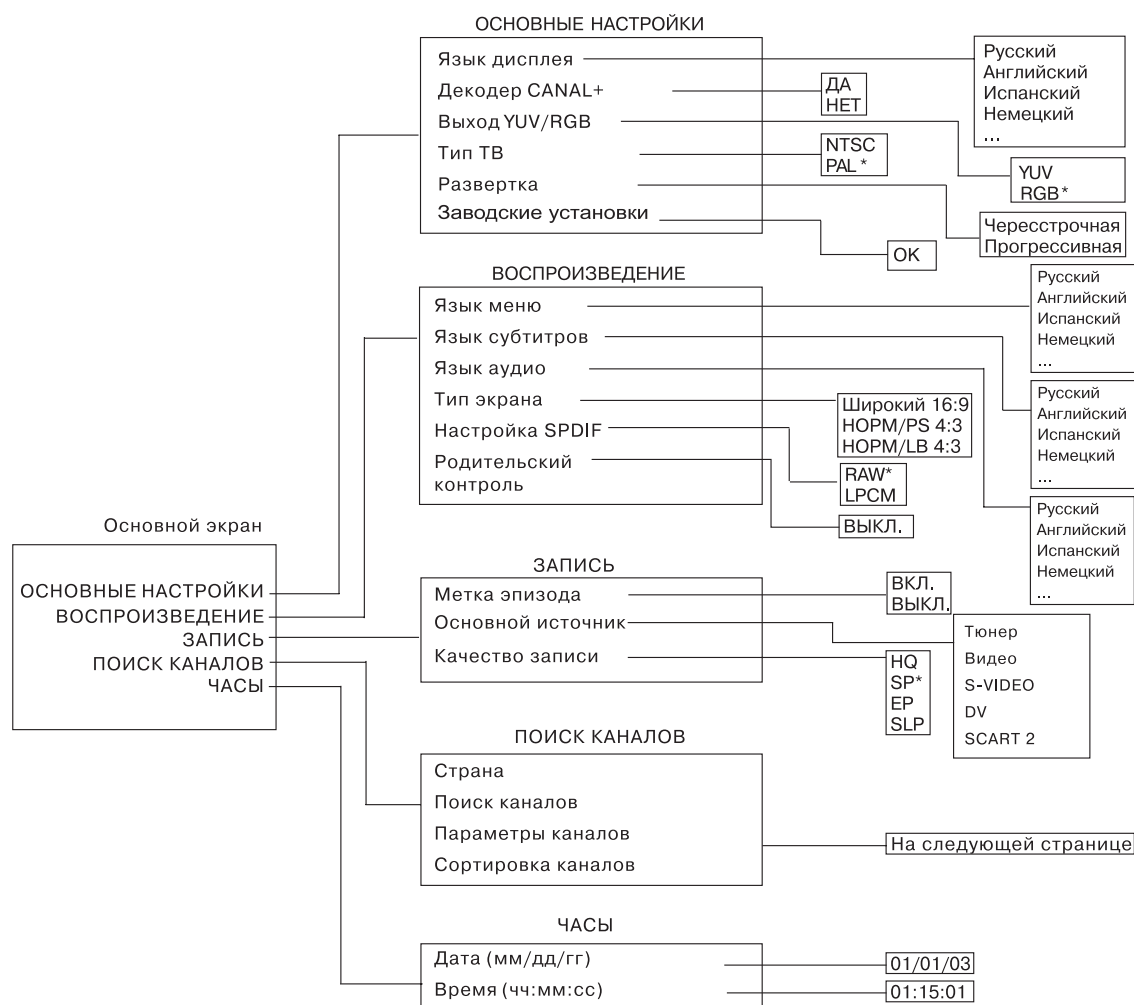 ОСНОВНЫЕ НАСТРОЙКИ
Язык дисплея
Декодер CANAL+
Выход YUV/RGB
Тип ТВ
Развертка
Заводские установки
Русский
Английский
Испанский
Немецкий
...
ДА
НЕТ
YUV
RGB*
NTSC
PAL*
Чересстрочная
Прогрессивная
OK
ВОСПРОИЗВЕДЕНИЕ
Язык меню
Язык субтитров
Язык аудио
Тип экрана
Настройка SPDIF
Родительский
контроль
Русский
Английский
Испанский
Немецкий
...
Русский
Английский
Испанский
Немецкий
...
Русский
Английский
Испанский
Немецкий
...
Широкий 16:9
НОРМ/PS 4:3
НОРМ/LB 4:3
RAW*
LPCM
ВЫКЛ.
Основной экран
ОСНОВНЫЕ НАСТРОЙКИ
ВОСПРОИЗВЕДЕНИЕ
ЗАПИСЬ
ПОИСК КАНАЛОВ
ЧАСЫ
ЗАПИСЬ
Метка эпизода
Основной источник
Качество записи
ВКЛ.
ВЫКЛ.
Тюнер
Видео
S-VIDEO
DV
SCART 2
HQ
SP*
EP
SLP
ПОИСК КАНАЛОВ
Страна
Поиск каналов
Параметры каналов
Сортировка каналов
На следующей странице
ЧАСЫ
Дата (мм/дд/гг)
01/01/03
Время (чч:мм:сс)
01:15:01